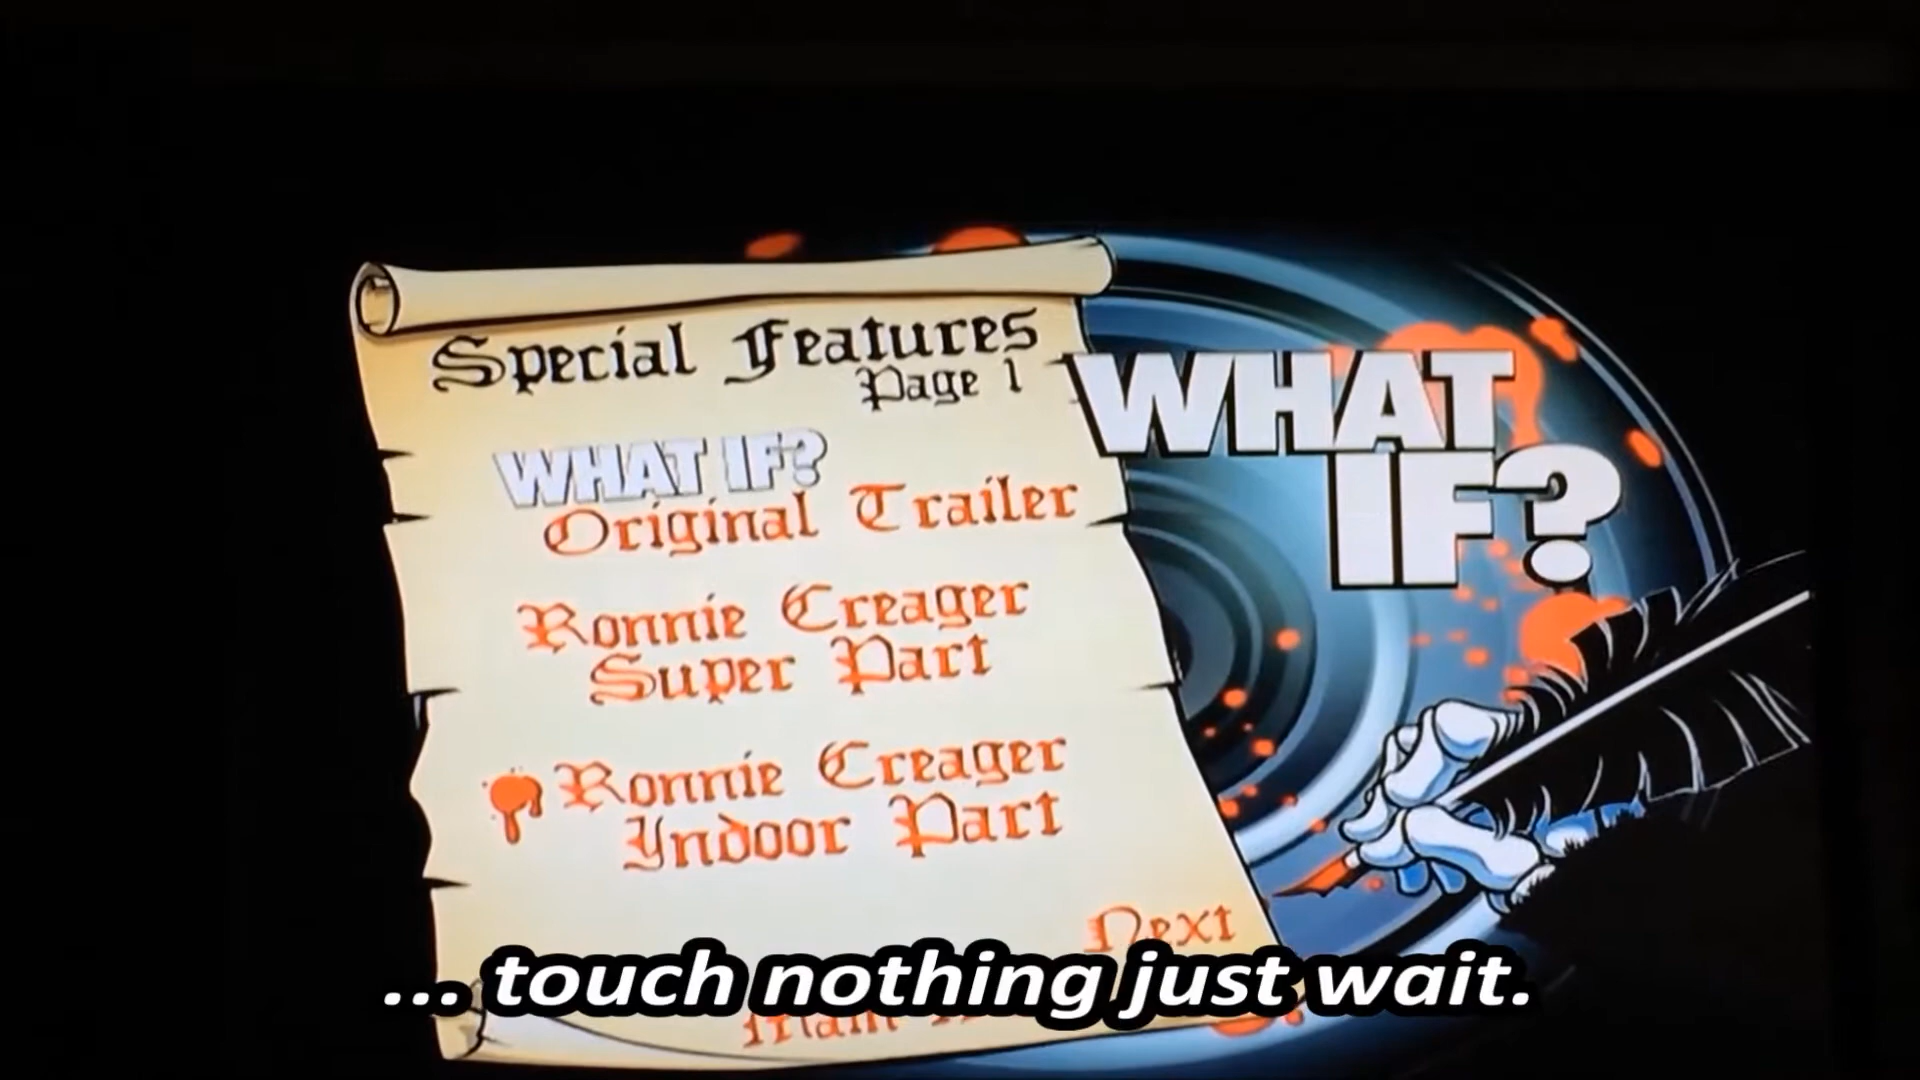 Special Features
Page 1
WHAT IF?
Original Trailer
Ronnie Creager
Super Part
Ronnie Creager
Indoor Part
Next
Main
WHAT
IF?
... touch nothing just wait.